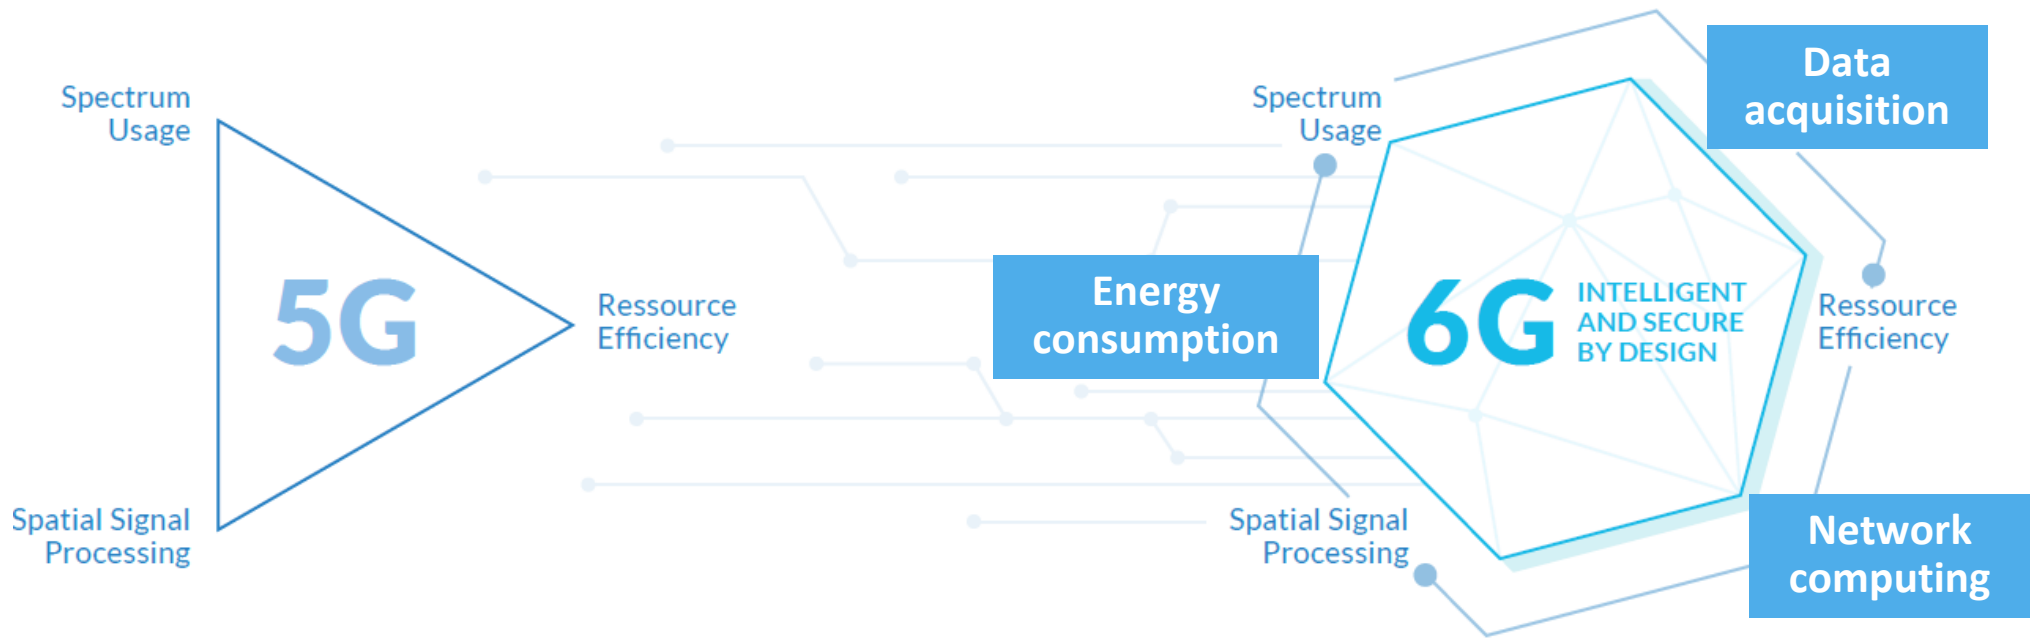 Spectrum
Usage
5G
Ressource
Efficiency
Spatial Signal
Processing
Spectrum
Usage
Data
acquisition
Energy
consumption
6G
INTELLIGENT
AND SECURE
BY DESIGN
Ressource
Efficiency
Spatial Signal
Processing
Network
computing